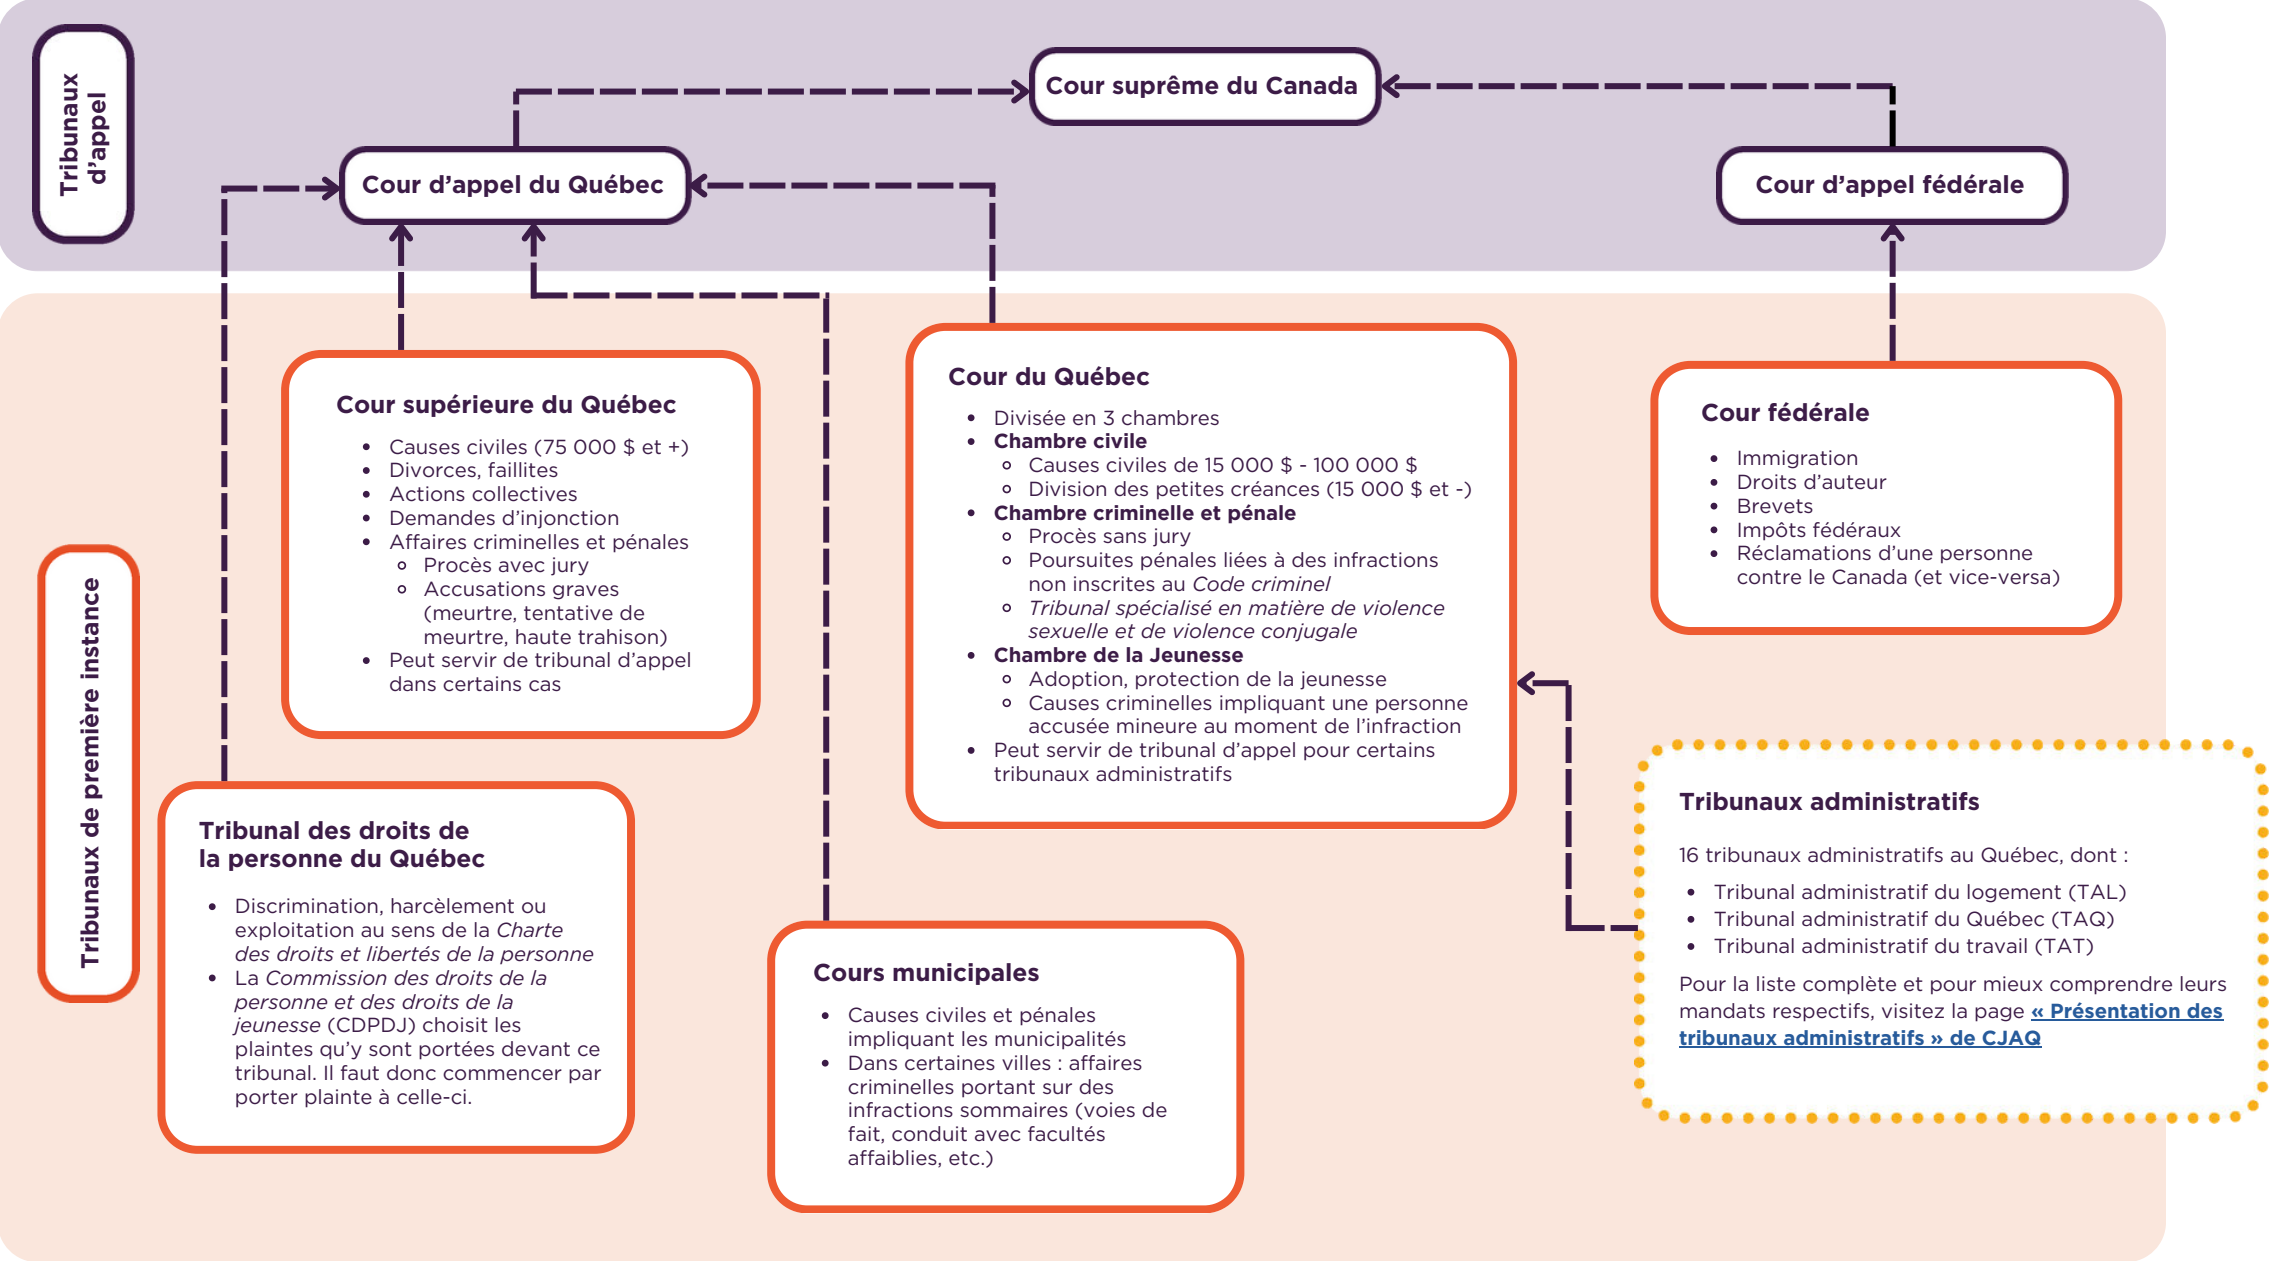 Tribunaux
d'appel
Cour suprême du Canada
Cour d'appel du Québec
Cour d'appel fédérale
Tribunaux de première instance
Cour supérieure du Québec
• Causes civiles (75 000 $ et +)
• Divorces, faillites
• Actions collectives
• Demandes d'injonction
• Affaires criminelles et pénales
◦ Procès avec jury
◦ Accusations graves
(meurtre, tentative de
meurtre, haute trahison)
• Peut servir de tribunal d'appel
dans certains cas
Cour du Québec
• Divisée en 3 chambres
• Chambre civile
◦ Causes civiles de 15 000 $ - 100 000 $
◦ Division des petites créances (15 000 $ et -)
• Chambre criminelle et pénale
◦ Procès sans jury
◦ Poursuites pénales liées à des infractions
non inscrites au Code criminel
◦ Tribunal spécialisé en matière de violence
sexuelle et de violence conjugale
• Chambre de la Jeunesse
◦ Adoption, protection de la jeunesse
◦ Causes criminelles impliquant une personne
accusée mineure au moment de l'infraction
• Peut servir de tribunal d'appel pour certains
tribunaux administratifs
Cour fédérale
• Immigration
• Droits d'auteur
• Brevets
• Impôts fédéraux
• Réclamations d'une personne
contre le Canada (et vice-versa)
Tribunal des droits de
la personne du Québec
• Discrimination, harcèlement ou
exploitation au sens de la Charte
des droits et libertés de la personne
• La Commission des droits de la
personne et des droits de la
jeunesse (CDPDJ) choisit les
plaintes qu'y sont portées devant ce
tribunal. Il faut donc commencer par
porter plainte à celle-ci.
Cours municipales
• Causes civiles et pénales
impliquant les municipalités
• Dans certaines villes : affaires
criminelles portant sur des
infractions sommaires (voies de
fait, conduit avec facultés
affaiblies, etc.)
Tribunaux administratifs
16 tribunaux administratifs au Québec, dont :
• Tribunal administratif du logement (TAL)
• Tribunal administratif du Québec (TAQ)
• Tribunal administratif du travail (TAT)
Pour la liste complète et pour mieux comprendre leurs
mandats respectifs, visitez la page « Présentation des
tribunaux administratifs » de CJAQ